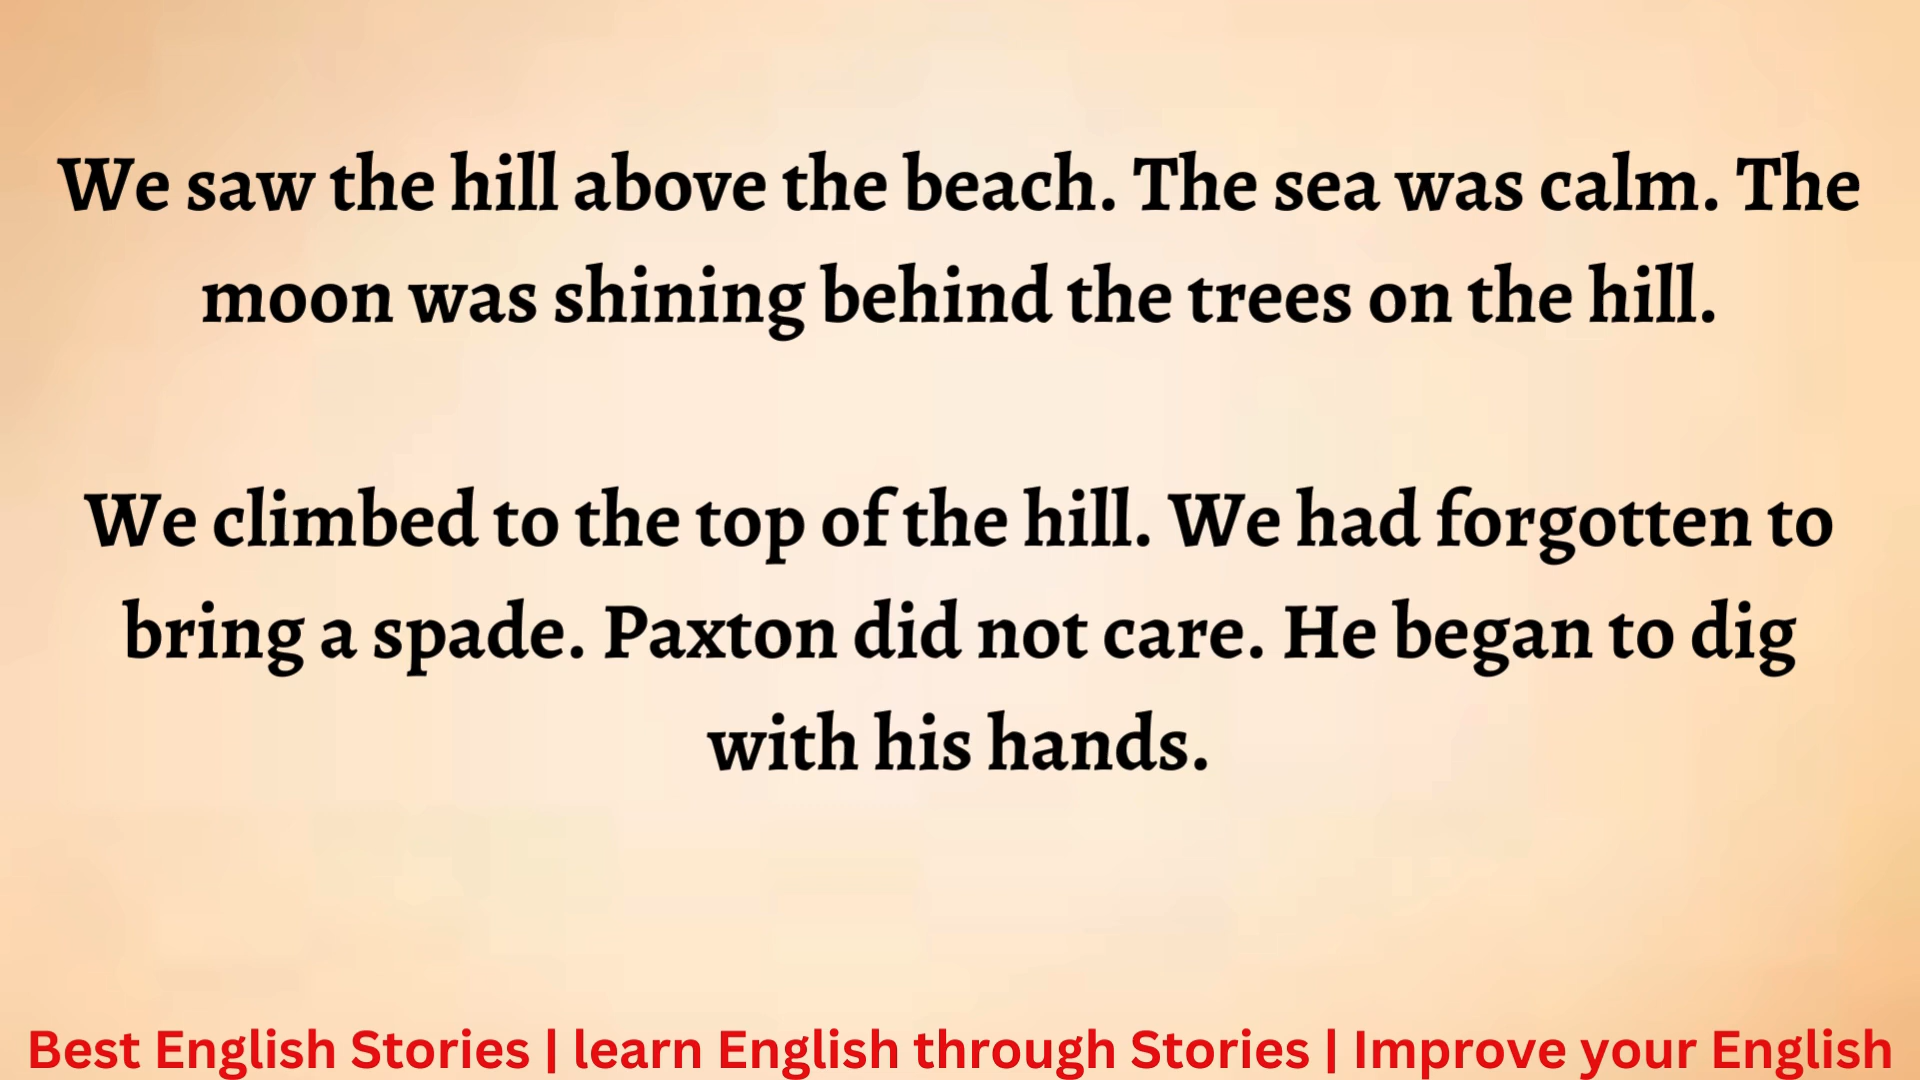 We saw the hill above the beach. The sea was calm. The
moon was shining behind the trees on the hill.
We climbed to the top of the hill. We had forgotten to
bring a spade. Paxton did not care. He began to dig
with his hands.
Best English Stories | learn English through Stories | Improve your English